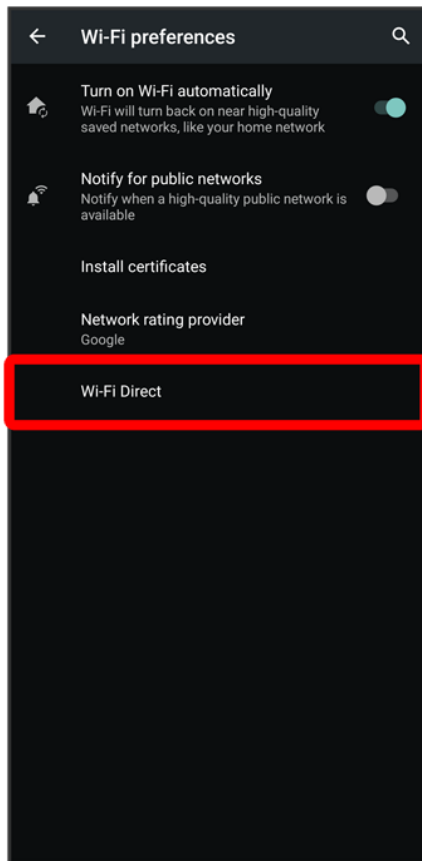 Wi-Fi preferences
Turn on Wi-Fi automatically
Wi-Fi will turn back on near high-quality
saved networks, like your home network
Notify for public networks
Notify when a high-quality public network is
available
Install certificates
Network rating provider
Google
Wi-Fi Direct